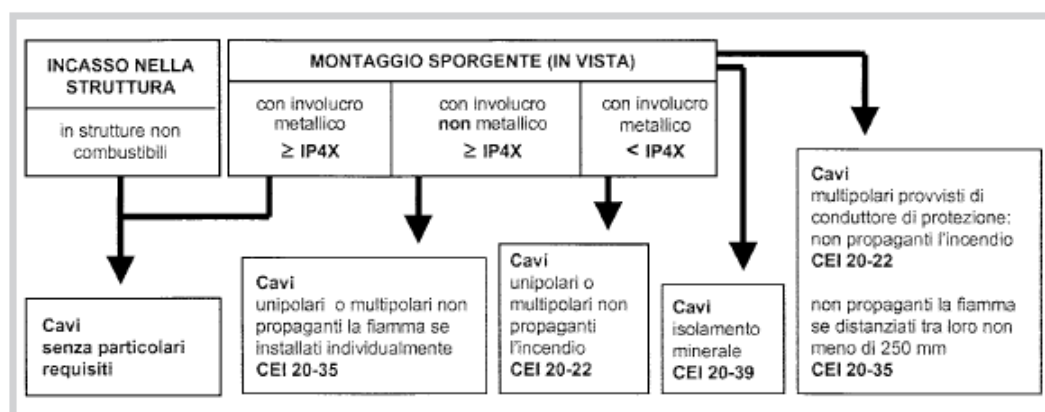 INCASSO NELLA
STRUTTURA
in strutture non
combustibili
MONTAGGIO SPORGENTE (IN VISTA)
con involucro
metallico
≥ IP4X
con involucro
non metallico
≥ IP4X
con involucro
metallico
< IP4X
Cavi
senza particolari
requisiti
Cavi
unipolari o multipolari non
propaganti la fiamma se
installati individualmente
CEI 20-35
Cavi
unipolari o
multipolari non
propaganti
l'incendio
CEI 20-22
Cavi
isolamento
minerale
CEI 20-39
Cavi
multipolari provvisti di
conduttore di protezione:
non propaganti l'incendio
CEI 20-22
non propaganti la fiamma
se distanziati tra loro non
meno di 250 mm
CEI 20-35